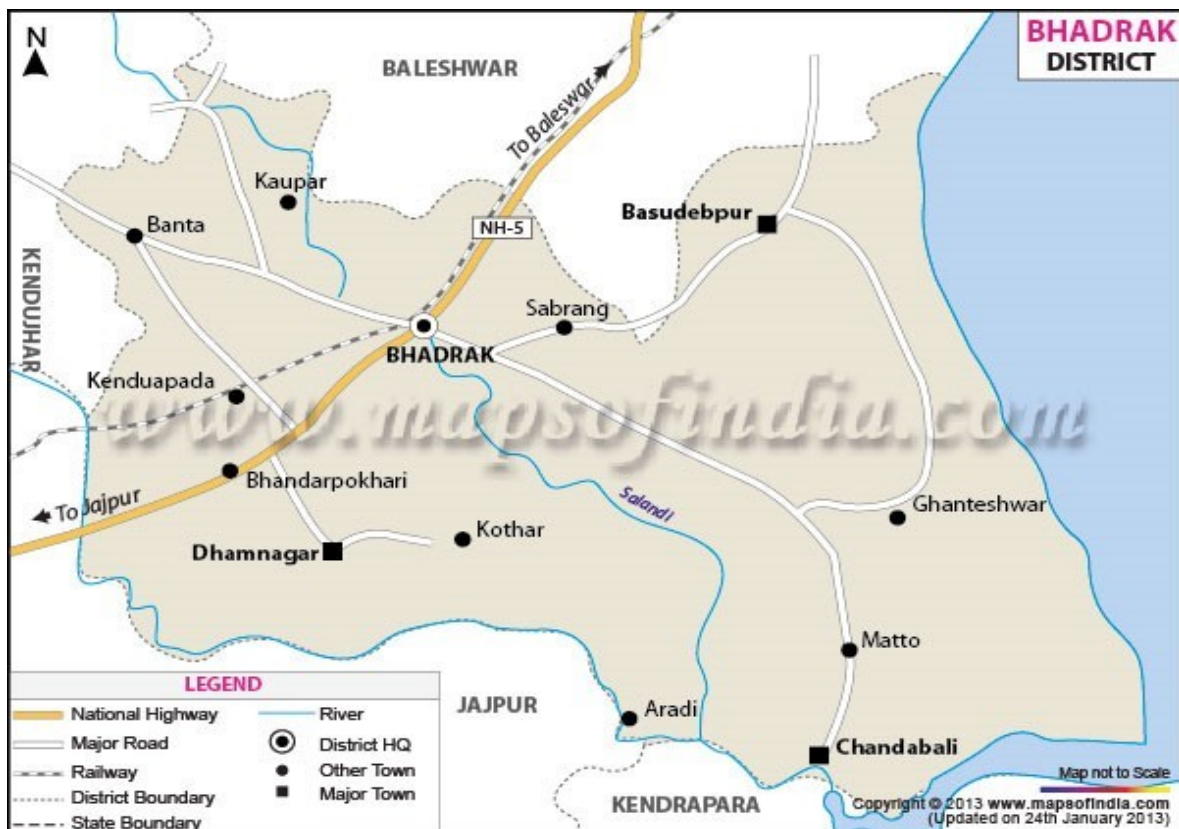 BHADRAK
DISTRICT
N
BALESHWAR
To Baleswar
Kaupar
Banta
Basudebpur
NH-5
KENDUJHAR
Sabrang
BHADRAK
Kenduapada
www.mapsofindia.com
Bhandarpokhari
To Jajpur
Salandi
Ghanteshwar
Kothar
Dhamnagar
Matto
LEGEND
National Highway
River
Major Road
District HQ
Railway
Other Town
District Boundary
Major Town
State Boundary
JAJPUR
Aradi
Chandabali
KENDRAPARA
Map not to Scale
Copyright © 2013 www.mapsofindia.com
(Updated on 24th January 2013)